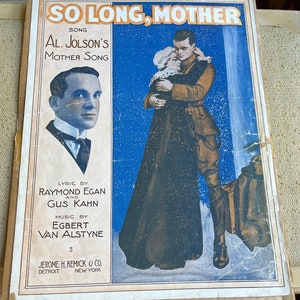 SO LONG, MOTHER
SONG
AL. JOLSON'S
MOTHER SONG
LYRIC BY
RAYMOND EGAN
AND
GUS KAHN
MUSIC BY
EGBERT
VAN ALSTYNE
5
JEROME H. REMICK & CO.
DETROIT NEW YORK